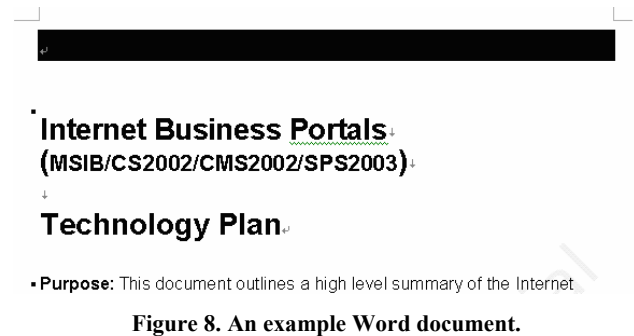 Internet Business Portals
(MSIB/CS2002/CMS2002/SPS2003)
Technology Plan
Purpose: This document outlines a high level summary of the Internet
Figure 8. An example Word document.